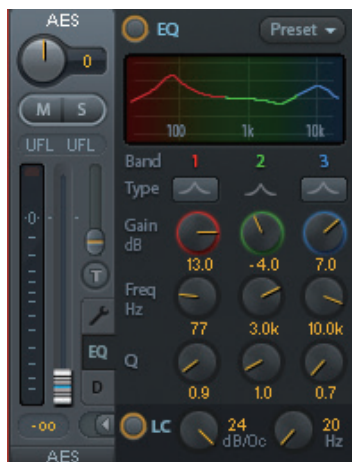 AES
EQ
Preset
0
M S
UFL UFL
100 1k 10k
Band 1 2 3
Type
0
Gain
dB
13.0 -4.0 7.0
T
Freq
Hz
77 3.0k 10.0k
EQ
Q
D
0.9 1.0 0.7
-oo
LC
24
dB/Oc
20
Hz
AES